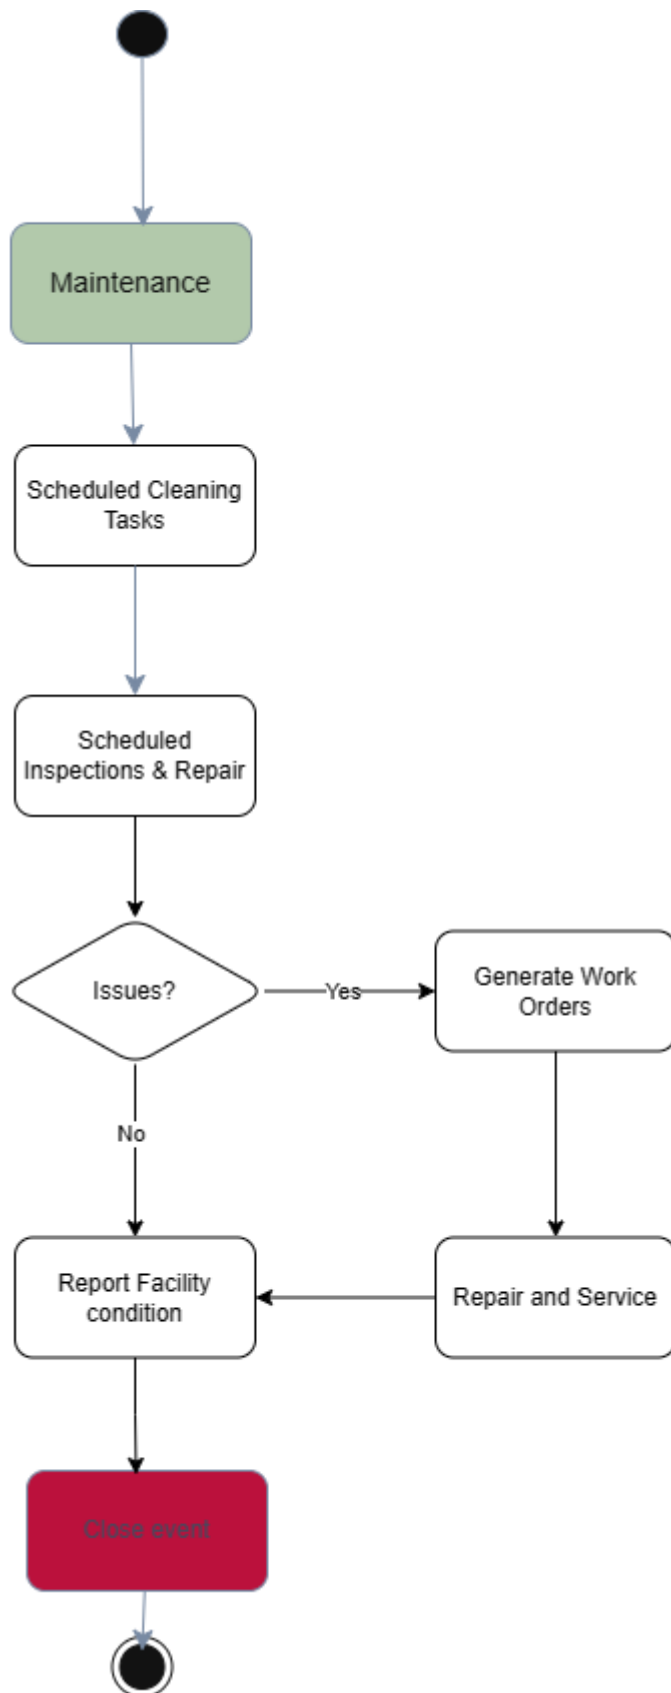 Maintenance
Scheduled Cleaning
Tasks
Scheduled
Inspections & Repair
Issues?
Yes
Generate Work
Orders
No
Report Facility
condition
Repair and Service
Close event